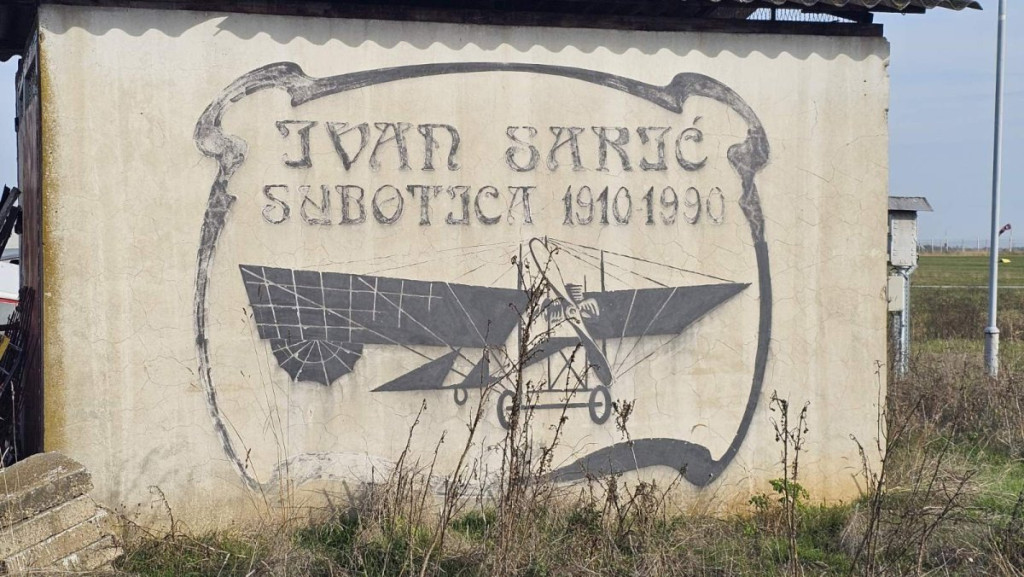 IVAN SARIĆ
SUBOTICA 1910-1990